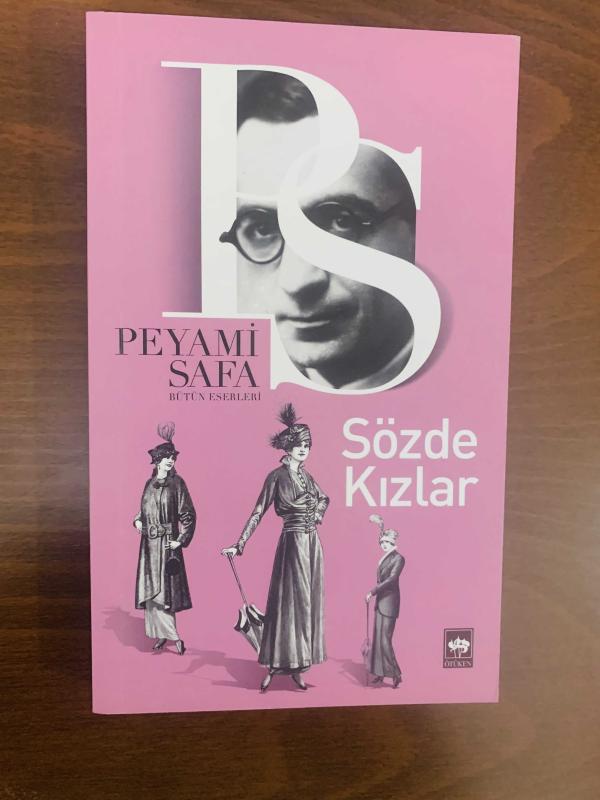 PS
PEYAMİ
SAFA
BÜTÜN ESERLERİ
Sözde
Kızlar
ÖTÜKEN